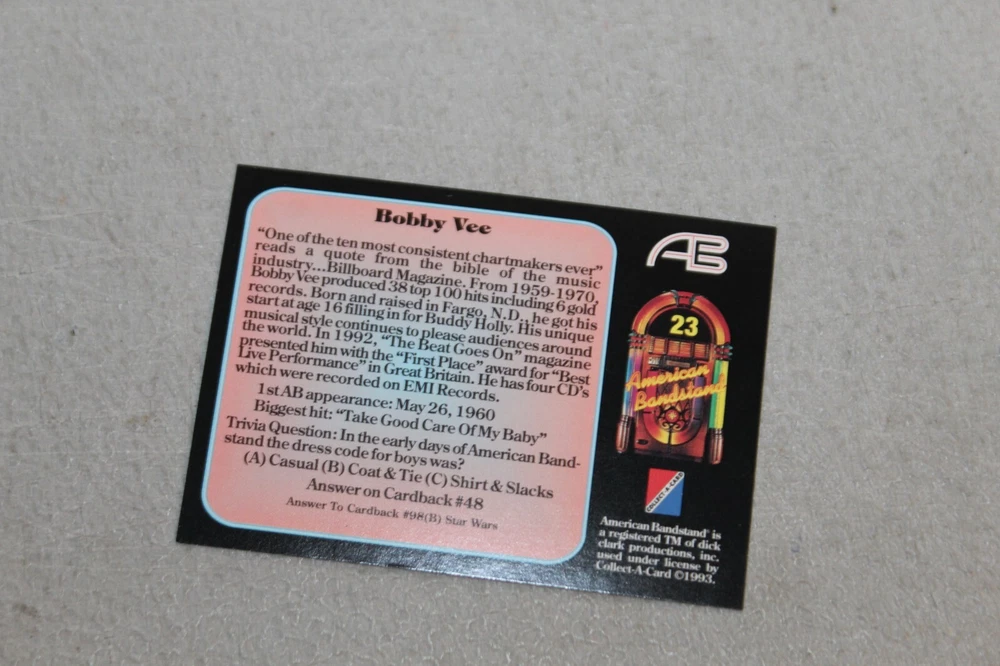 Bobby Vee
“One of the ten most consistent chartmakers ever”
reads a quote from the bible of the music
industry...Billboard Magazine. From 1959-1970,
Bobby Vee produced 38 top 100 hits including 6 gold
records. Born and raised in Fargo, N.D., he got his
start at age 16 filling in for Buddy Holly. His unique
musical style continues to please audiences around
the world. In 1992, “The Beat Goes On” magazine
presented him with the “First Place” award for “Best
Live Performance” in Great Britain. He has four CD’s
which were recorded on EMI Records.
1st AB appearance: May 26, 1960
Biggest hit: “Take Good Care Of My Baby”
Trivia Question: In the early days of American Band-
stand the dress code for boys was?
(A) Casual (B) Coat & Tie (C) Shirt & Slacks
Answer on Cardback #48
Answer To Cardback #98(B) Star Wars
AB
23
American
Bandstand
COLLECT-A-CARD
American Bandstand® is
a registered TM of dick
clark productions, inc.
used under license by
Collect-A-Card ©1993.